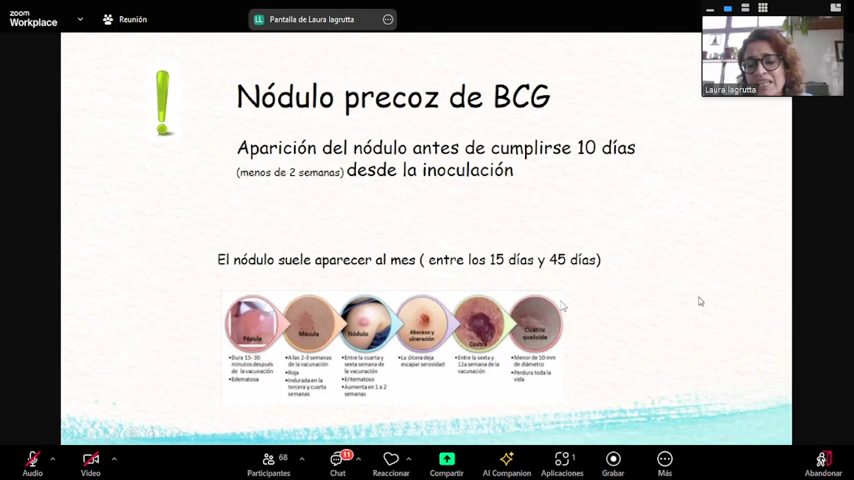 zoom
Workplace
Reunión
LL Pantalla de Laura lagrutta
Laura lagrutta
Nódulo precoz de BCG
Aparición del nódulo antes de cumplirse 10 días
(menos de 2 semanas) desde la inoculación
El nódulo suele aparecer al mes ( entre los 15 días y 45 días)
Pápula
•Dura 15- 30
minutos después
de la vacunación
•Edematosa
Mácula
•A las 2-3 semanas
de la vacunación
•Roja
•Indurada en la
tercera y cuarta
semanas
Nódulo
•Entre la cuarta y
sexta semana de la
vacunación
•Eritematoso
•Aumenta en 1 a 2
semanas
Absceso y
ulceración
•La úlcera deja
escapar serosidad
Costra
•Entre la sexta y
12a semana de la
vacunación
Cicatriz
queloide
•Menor de 10 mm
de diámetro
•Perdura toda la
vida
Audio
Video
68
Participantes
11
Chat
Reaccionar
Compartir
AI Companion
1
Aplicaciones
Grabar
Más
Abandonar